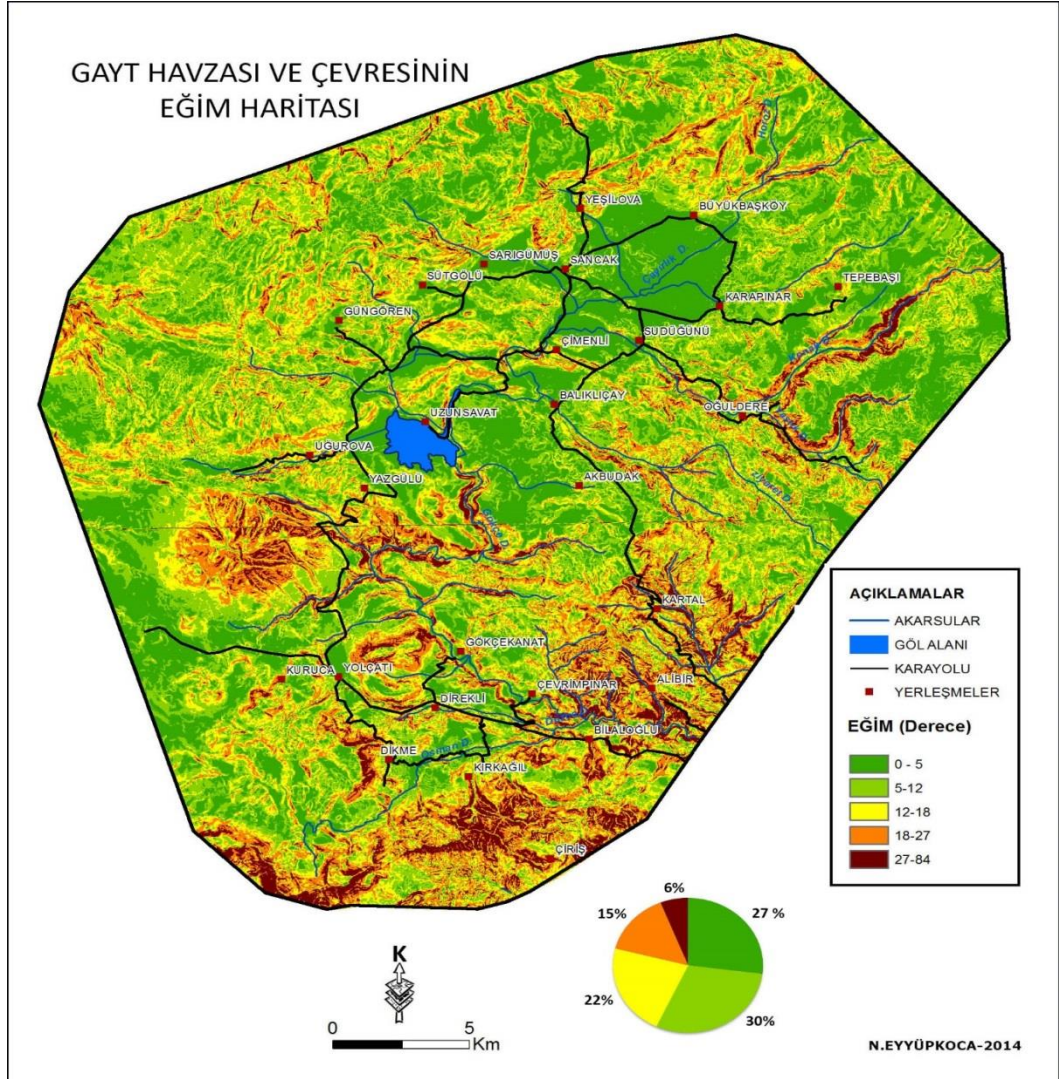 GAYT HAVZASI VE ÇEVRESİNİN
EĞİM HARİTASI
YEŞİLOVA
BÜYÜKBAŞKÖY
SARIGÜMÜŞ
SANCAK
SÜTGÖLÜ
Çayırlık D.
TEPEBAŞI
KARAPINAR
GÜNGÖREN
SUDÜĞÜNÜ
ÇİMENLİ
BALIKLIÇAY
OĞULDERE
UZUNSAVAT
UĞUROVA
YAZGÜLÜ
AKBUDAK
KARTAL
GÖKÇEKANAT
KURUCA
YOLÇATI
ÇEVRİMPINAR
ALİBİR
DİREKLİ
BİLALOĞLU
DİKME
KIRKAĞIL
ÇİRİŞ
AÇIKLAMALAR
AKARSULAR
GÖL ALANI
KARAYOLU
YERLEŞMELER
EĞİM (Derece)
0 - 5
5-12
12-18
18-27
27-84
6%
15%
27 %
22%
30%
K
0 5
Km
N.EYYÜPKOCA-2014